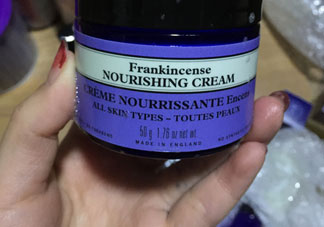 Frankincense
NOURISHING CREAM
CRÈME NOURRISSANTE Encens
ALL SKIN TYPES ~ TOUTES PEAUX
50 g 1.76 oz net wt
MADE IN ENGLAND